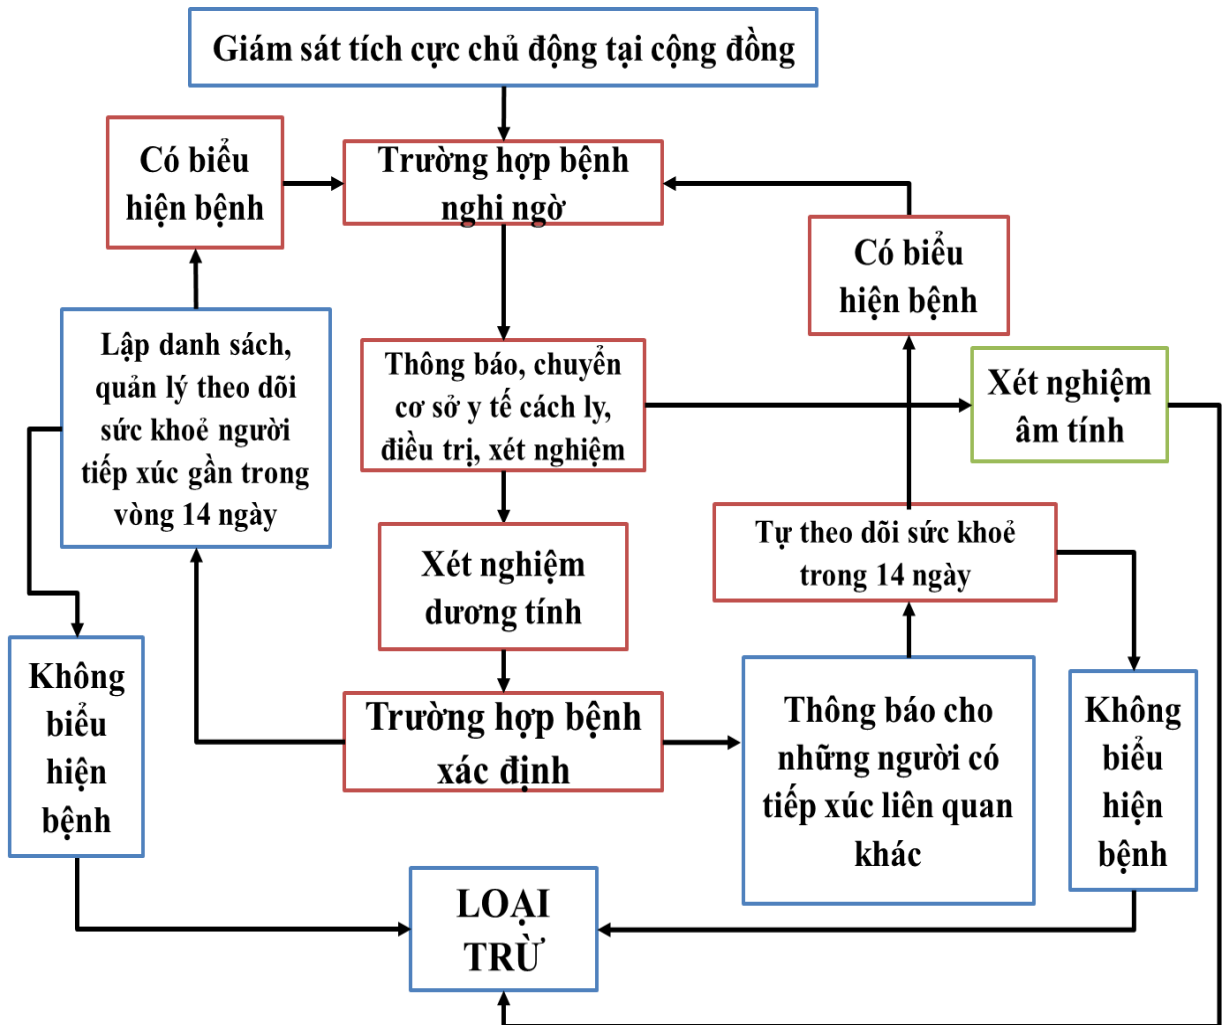 Giám sát tích cực chủ động tại cộng đồng
Có biểu
hiện bệnh
Trường hợp bệnh
nghi ngờ
Có biểu
hiện bệnh
Lập danh sách,
quản lý theo dõi
sức khoẻ người
tiếp xúc gần trong
vòng 14 ngày
Thông báo, chuyển
cơ sở y tế cách ly,
điều trị, xét nghiệm
Xét nghiệm
âm tính
Xét nghiệm
dương tính
Tự theo dõi sức khoẻ
trong 14 ngày
Không
biểu
hiện
bệnh
Trường hợp bệnh
xác định
Thông báo cho
những người có
tiếp xúc liên quan
khác
Không
biểu
hiện
bệnh
LOẠI
TRỪ